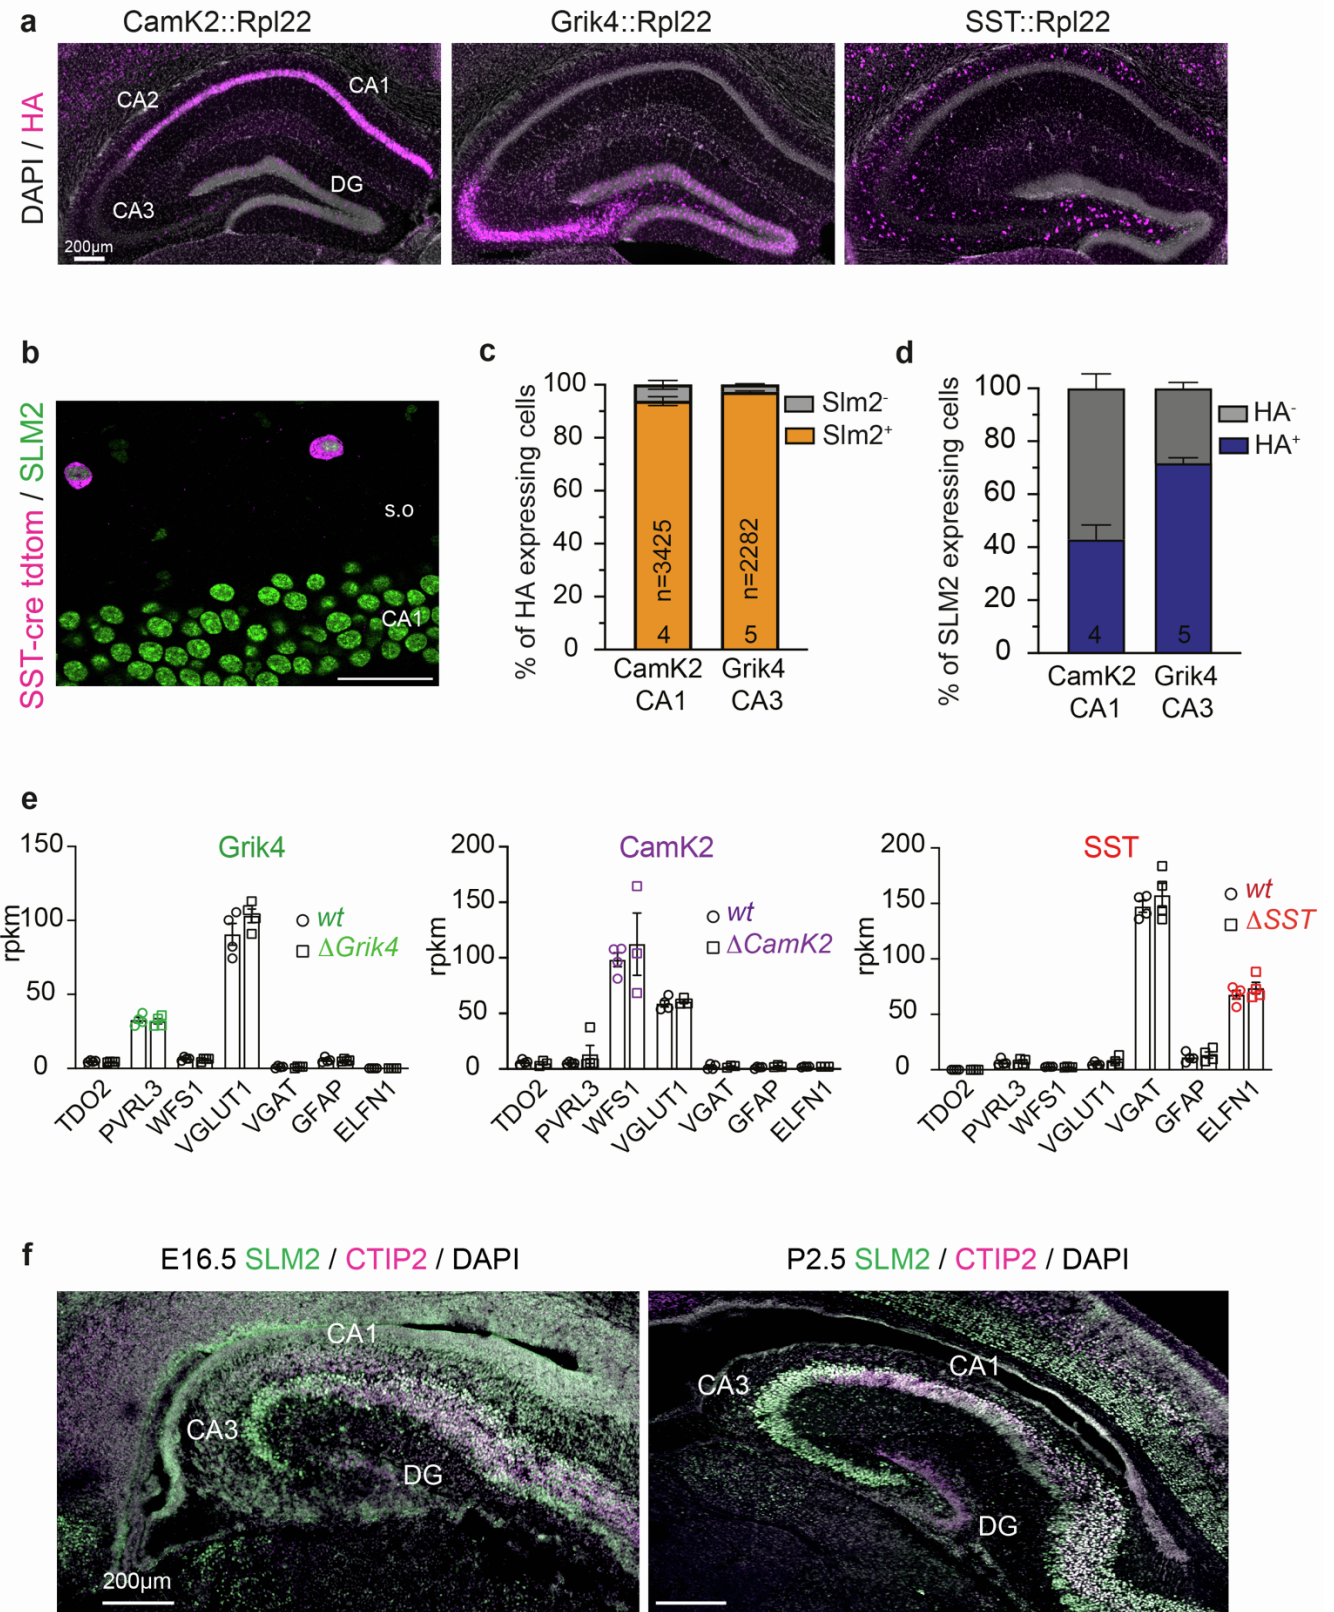 a
CamK2::Rpl22
Grik4::Rpl22
SST::Rpl22
DAPI / HA
CA2
CA1
CA3
DG
200µm
b
SST-cre tdtom / SLM2
s.o
CA1
c
% of HA expressing cells
100
80
60
40
20
0
n=3425
4
n=2282
5
CamK2
CA1
Grik4
CA3
Slm2-
Slm2+
d
% of SLM2 expressing cells
100
80
60
40
20
0
4
5
CamK2
CA1
Grik4
CA3
HA-
HA+
e
Grik4
rpkm
150
100
50
0
wt
ΔGrik4
TDO2
PVRL3
WFS1
VGLUT1
VGAT
GFAP
ELFN1
CamK2
rpkm
200
150
100
50
0
wt
ΔCamK2
TDO2
PVRL3
WFS1
VGLUT1
VGAT
GFAP
ELFN1
SST
rpkm
200
150
100
50
0
wt
ΔSST
TDO2
PVRL3
WFS1
VGLUT1
VGAT
GFAP
ELFN1
f
E16.5 SLM2 / CTIP2 / DAPI
CA1
CA3
DG
200µm
P2.5 SLM2 / CTIP2 / DAPI
CA1
CA3
DG